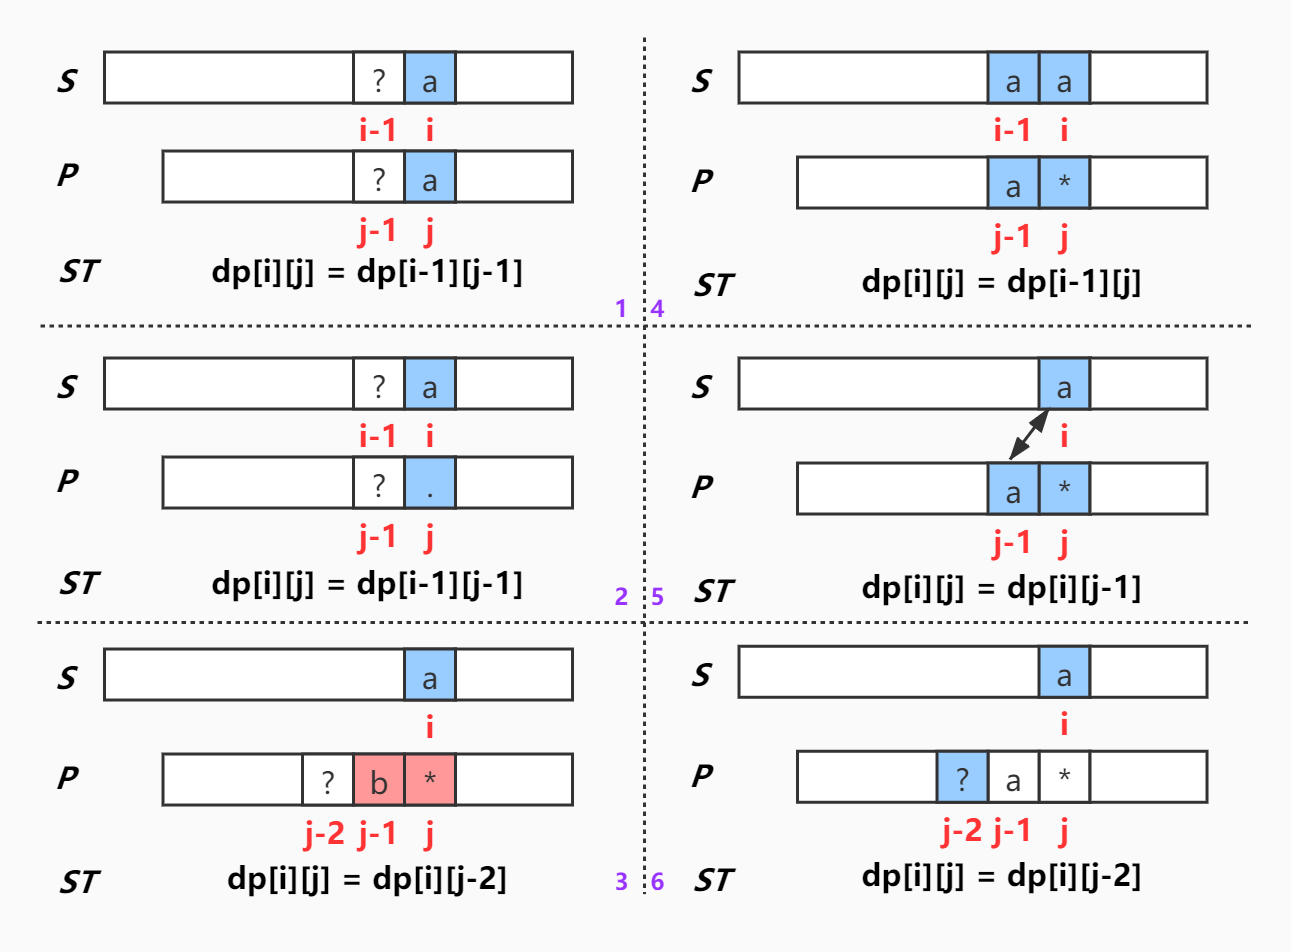 S ? a
i-1 i
P ? a
j-1 j
ST dp[i][j] = dp[i-1][j-1]
1
S ? a
i-1 i
P ? .
j-1 j
ST dp[i][j] = dp[i-1][j-1]
2
S a
i
P ? b *
j-2 j-1 j
ST dp[i][j] = dp[i][j-2]
3
S a a
i-1 i
P a *
j-1 j
ST dp[i][j] = dp[i-1][j]
4
S a
i
P a *
j-1 j
ST dp[i][j] = dp[i][j-1]
5
S a
i
P ? a *
j-2 j-1 j
ST dp[i][j] = dp[i][j-2]
6